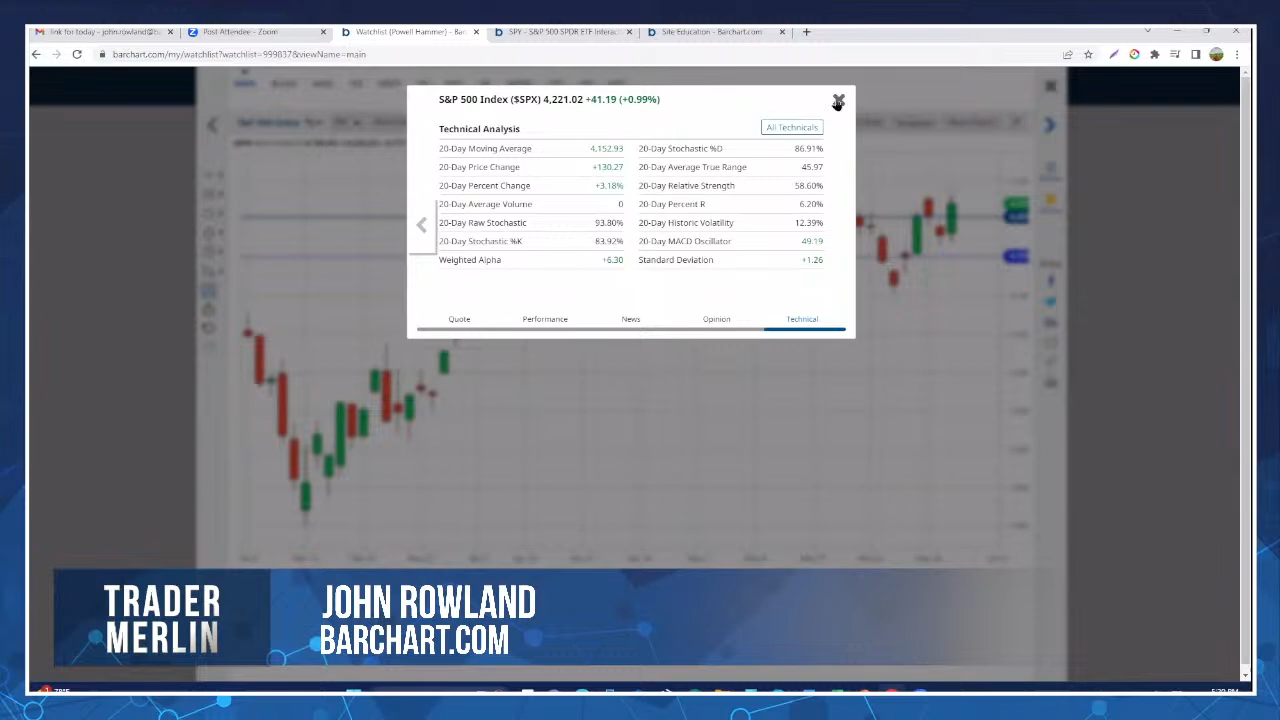 link for today - john.rowland@ba
Post Attendee - Zoom
Watchlist (Powell Hammer) - Bar
SPY - S&P 500 SPDR ETF Interact
Site Education - Barchart.com
barchart.com/my/watchlist?watchlist=999837&viewName=main
S&P 500 Index ($SPX) 4,221.02 +41.19 (+0.99%)
Technical Analysis
All Technicals
20-Day Moving Average 4,152.93 20-Day Stochastic %D 86.91%
20-Day Price Change +130.27 20-Day Average True Range 45.97
20-Day Percent Change +3.18% 20-Day Relative Strength 58.60%
20-Day Average Volume 0 20-Day Percent R 6.20%
20-Day Raw Stochastic 93.80% 20-Day Historic Volatility 12.39%
20-Day Stochastic %K 83.92% 20-Day MACD Oscillator 49.19
Weighted Alpha +6.30 Standard Deviation +1.26
Quote Performance News Opinion Technical
TRADER
MERLIN
JOHN ROWLAND
BARCHART.COM